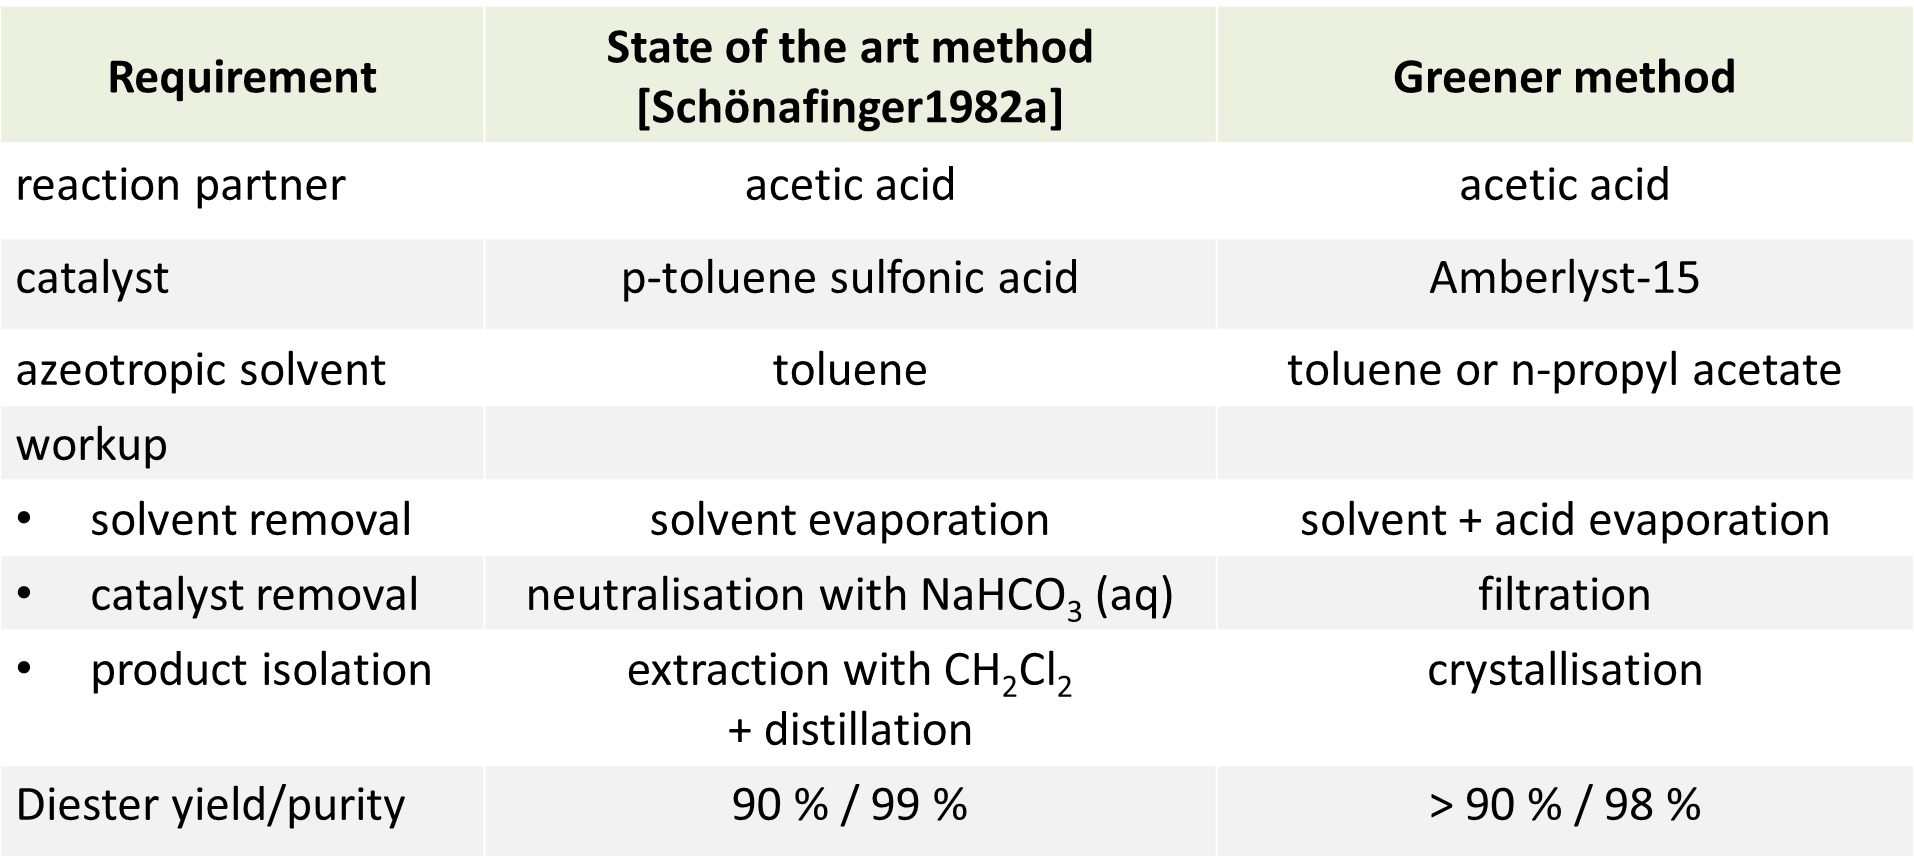 Requirement
State of the art method
[Schönafinger1982a]
Greener method
reaction partner
acetic acid
acetic acid
catalyst
p-toluene sulfonic acid
Amberlyst-15
azeotropic solvent
toluene
toluene or n-propyl acetate
workup
• solvent removal
solvent evaporation
solvent + acid evaporation
• catalyst removal
neutralisation with NaHCO₃ (aq)
filtration
• product isolation
extraction with CH₂Cl₂
+ distillation
crystallisation
Diester yield/purity
90 % / 99 %
> 90 % / 98 %